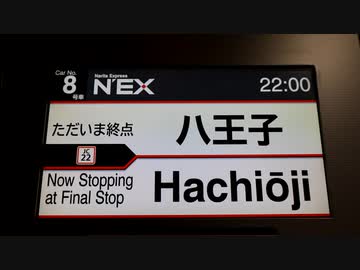 Car No.
8
号車
Narita Express
N'EX
22:00
ただいま終点
八王子
JC
22
Now Stopping
at Final Stop
Hachiōji